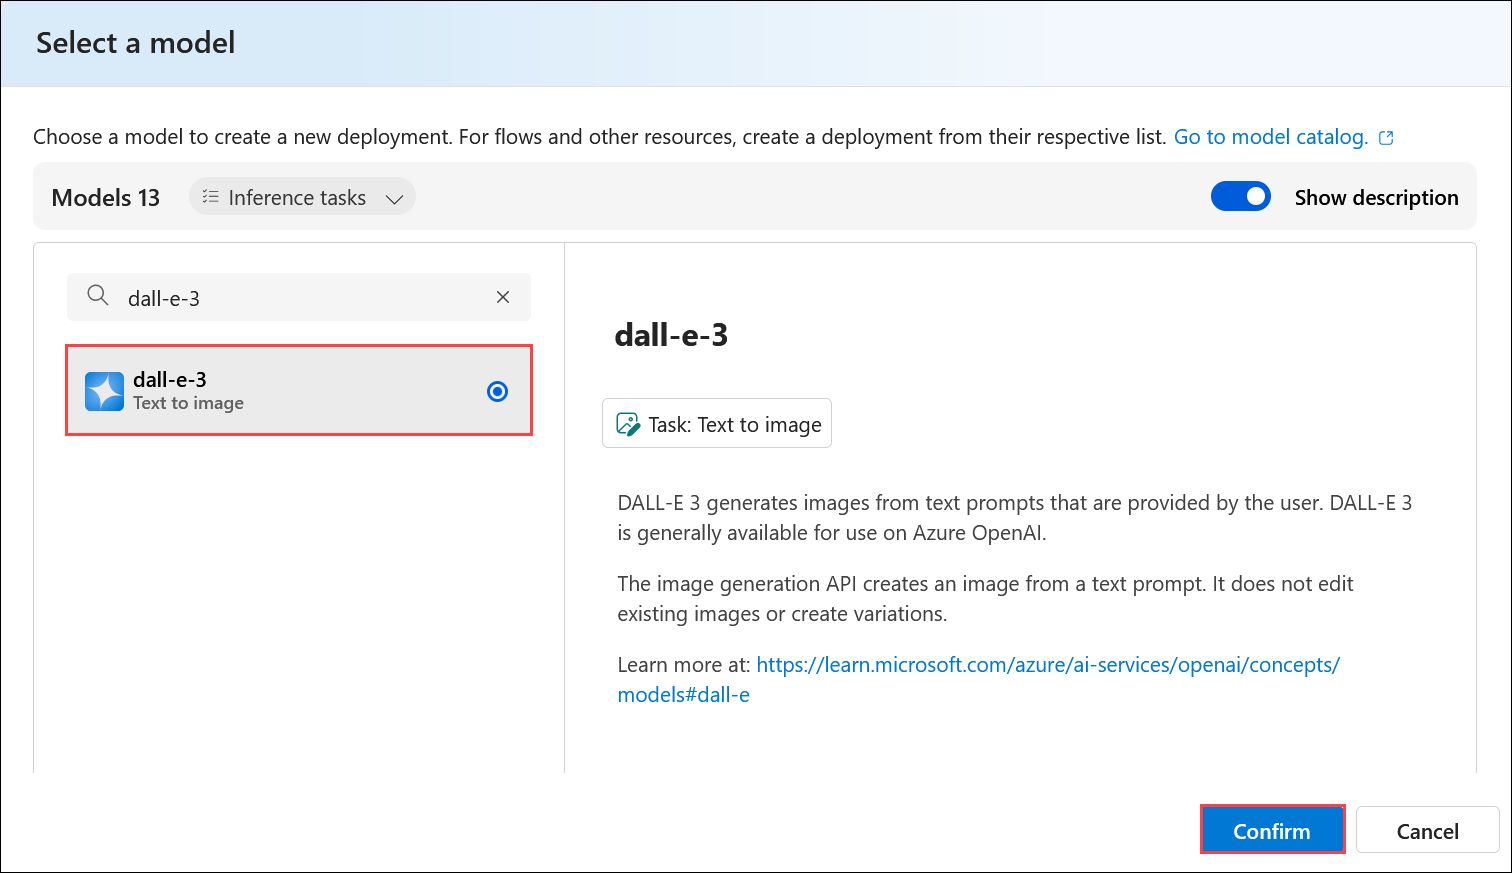 Select a model
Choose a model to create a new deployment. For flows and other resources, create a deployment from their respective list. Go to model catalog.
Models 13
Inference tasks
Show description
dall-e-3
dall-e-3
Text to image
dall-e-3
Task: Text to image
DALL-E 3 generates images from text prompts that are provided by the user. DALL-E 3
is generally available for use on Azure OpenAI.
The image generation API creates an image from a text prompt. It does not edit
existing images or create variations.
Learn more at: https://learn.microsoft.com/azure/ai-services/openai/concepts/
models#dall-e
Confirm
Cancel